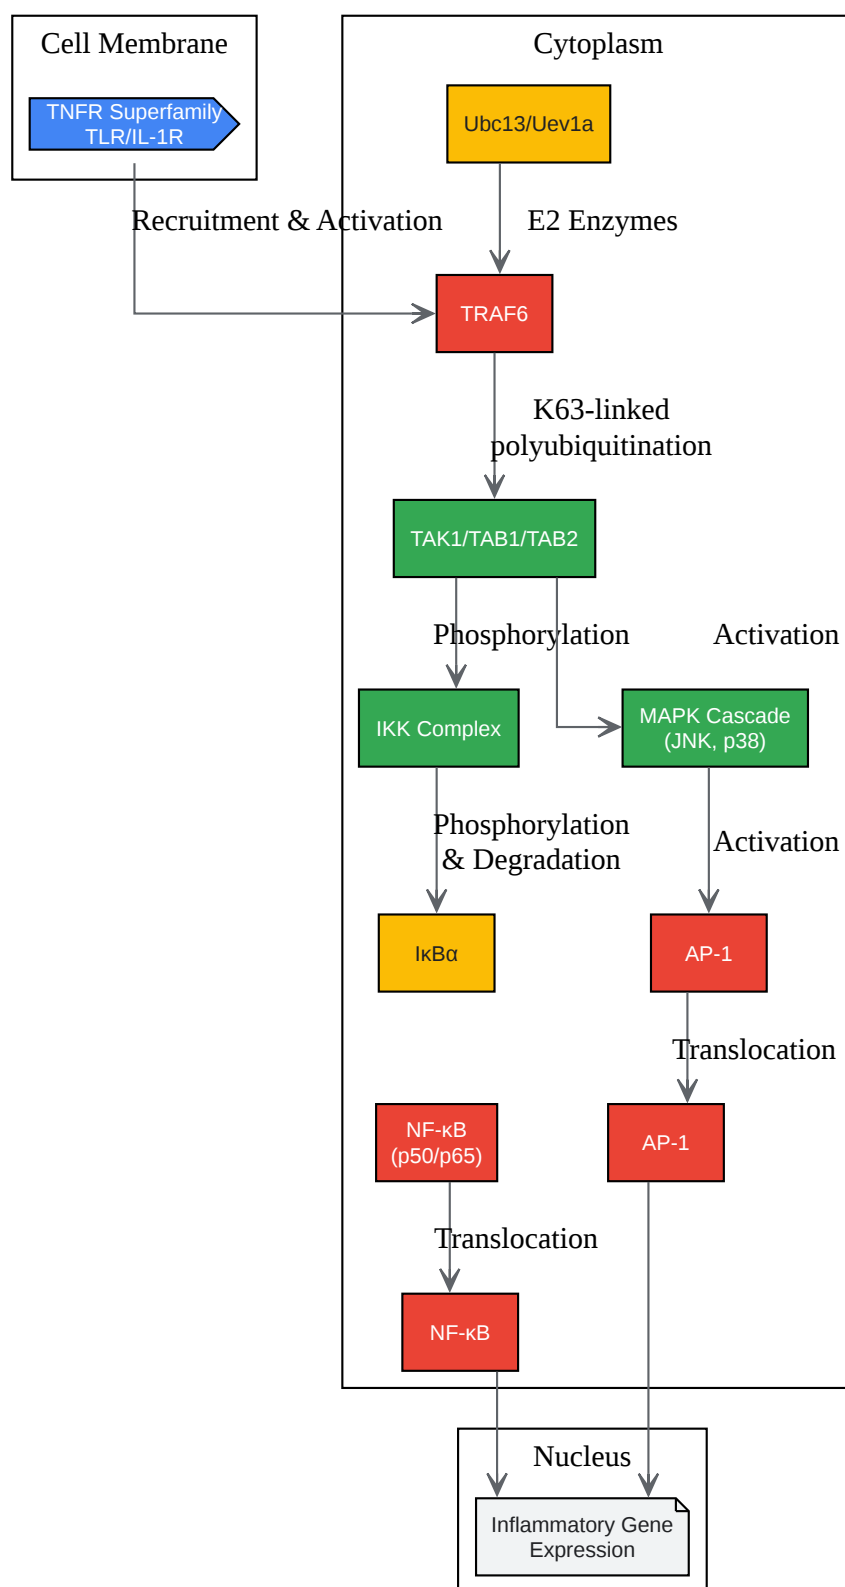 Cell Membrane
Cytoplasm
TNFR Superfamily
TLR/IL-1R
Ubc13/Uev1a
Recruitment & Activation
E2 Enzymes
TRAF6
K63-linked
polyubiquitination
TAK1/TAB1/TAB2
Phosphorylation
Activation
IKK Complex
MAPK Cascade
(JNK, p38)
Phosphorylation
& Degradation
Activation
IκBα
AP-1
Translocation
NF-κB
(p50/p65)
AP-1
Translocation
NF-κB
Nucleus
Inflammatory Gene
Expression